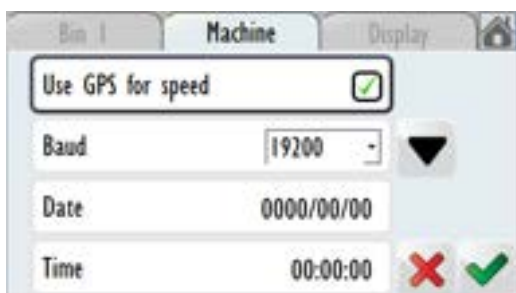 Bin 1 Machine Display
Use GPS for speed
Baud 19200
Date 0000/00/00
Time 00:00:00